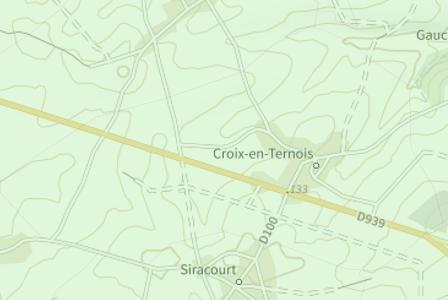 Gauc
Croix-en-Ternois
133
D939
D100
Siracourt